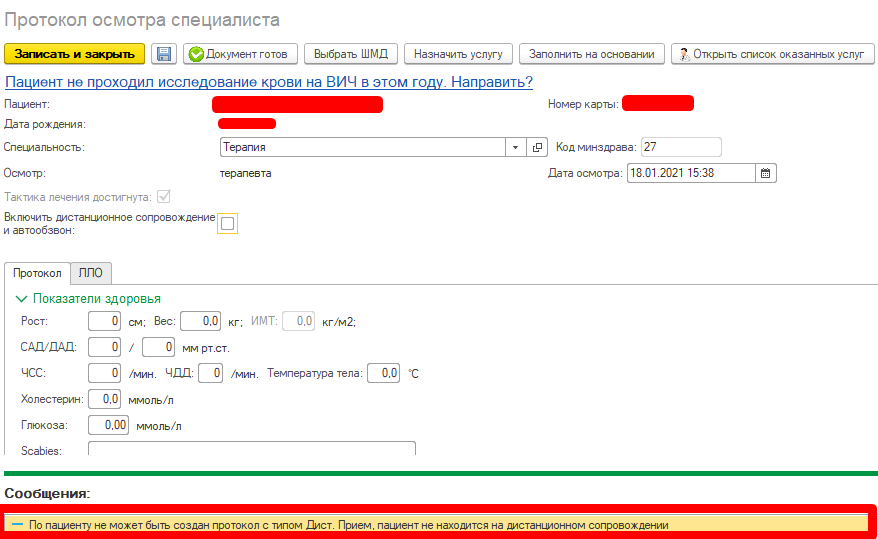 Протокол осмотра специалиста
Записать и закрыть Документ готов Выбрать ШМД Назначить услугу Заполнить на основании Открыть список оказанных услуг
Пациент не проходил исследование крови на ВИЧ в этом году. Направить?
Пациент: Номер карты:
Дата рождения:
Специальность: Терапия Код минздрава: 27
Осмотр: терапевта Дата осмотра: 18.01.2021 15:38
Тактика лечения достигнута:
Включить дистанционное сопровождение
и автообзвон:
Протокол ЛЛО
Показатели здоровья
Рост: 0 см; Вес: 0,0 кг; ИМТ: 0,0 кг/м2;
САД/ДАД: 0 / 0 мм рт.ст.
ЧСС: 0 /мин. ЧДД: 0 /мин. Температура тела: 0,0 °C
Холестерин: 0,0 ммоль/л
Глюкоза: 0,00 ммоль/л
Scabies:
Сообщения:
По пациенту не может быть создан протокол с типом Дист. Прием, пациент не находится на дистанционном сопровождении